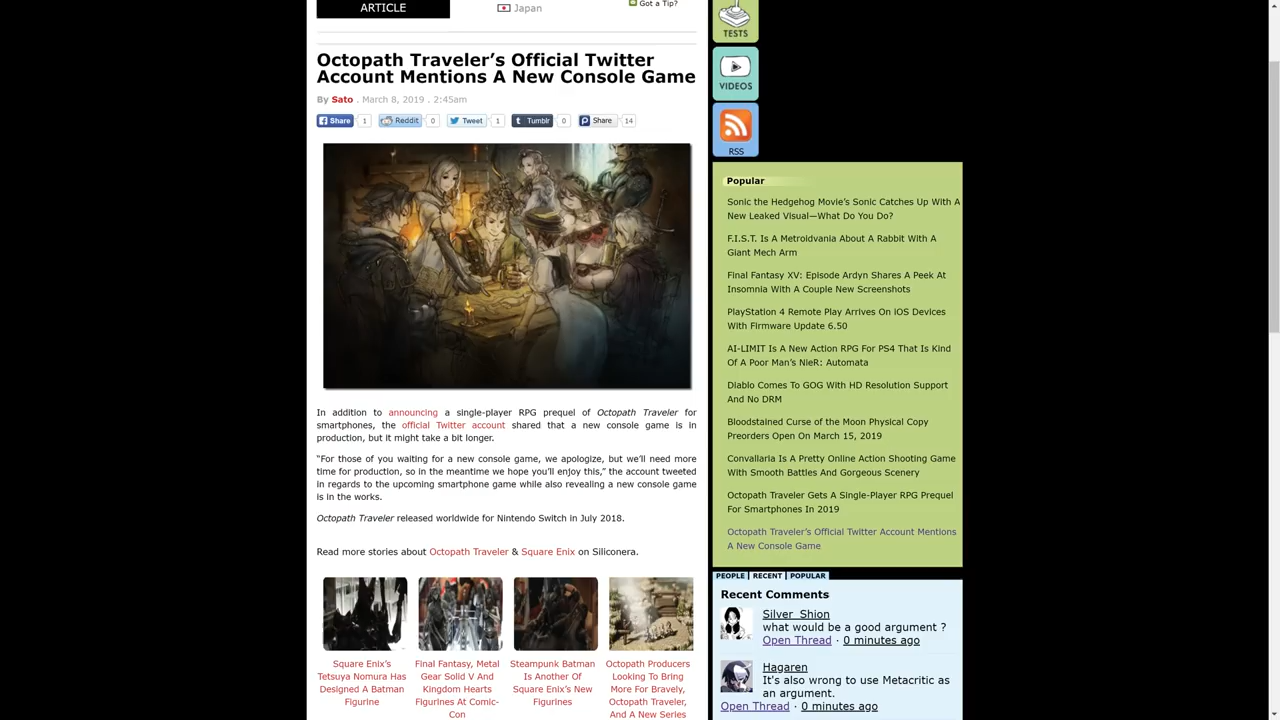 ARTICLE
Japan
Got a Tip?
Octopath Traveler’s Official Twitter
Account Mentions A New Console Game
By Sato . March 8, 2019 . 2:45am
Share 1 Reddit 0 Tweet 1 Tumblr 0 Share 14
In addition to announcing a single-player RPG prequel of Octopath Traveler for
smartphones, the official Twitter account shared that a new console game is in
production, but it might take a bit longer.
“For those of you waiting for a new console game, we apologize, but we’ll need more
time for production, so in the meantime we hope you’ll enjoy this,” the account tweeted
in regards to the upcoming smartphone game while also revealing a new console game
is in the works.
Octopath Traveler released worldwide for Nintendo Switch in July 2018.
Read more stories about Octopath Traveler & Square Enix on Siliconera.
Square Enix’s
Tetsuya Nomura Has
Designed A Batman
Figurine
Final Fantasy, Metal
Gear Solid V And
Kingdom Hearts
Figurines At Comic-
Con
Steampunk Batman
Is Another Of
Square Enix’s New
Figurines
Octopath Producers
Looking To Bring
More For Bravely,
Octopath Traveler,
And A New Series
TESTS
VIDEOS
RSS
Popular
Sonic the Hedgehog Movie’s Sonic Catches Up With A
New Leaked Visual—What Do You Do?
F.I.S.T. Is A Metroidvania About A Rabbit With A
Giant Mech Arm
Final Fantasy XV: Episode Ardyn Shares A Peek At
Insomnia With A Couple New Screenshots
PlayStation 4 Remote Play Arrives On iOS Devices
With Firmware Update 6.50
AI-LIMIT Is A New Action RPG For PS4 That Is Kind
Of A Poor Man’s NieR: Automata
Diablo Comes To GOG With HD Resolution Support
And No DRM
Bloodstained Curse of the Moon Physical Copy
Preorders Open On March 15, 2019
Convallaria Is A Pretty Online Action Shooting Game
With Smooth Battles And Gorgeous Scenery
Octopath Traveler Gets A Single-Player RPG Prequel
For Smartphones In 2019
Octopath Traveler’s Official Twitter Account Mentions
A New Console Game
PEOPLE | RECENT | POPULAR
Recent Comments
Silver_Shion
what would be a good argument ?
Open Thread · 0 minutes ago
Hagaren
It's also wrong to use Metacritic as
an argument.
Open Thread · 0 minutes ago